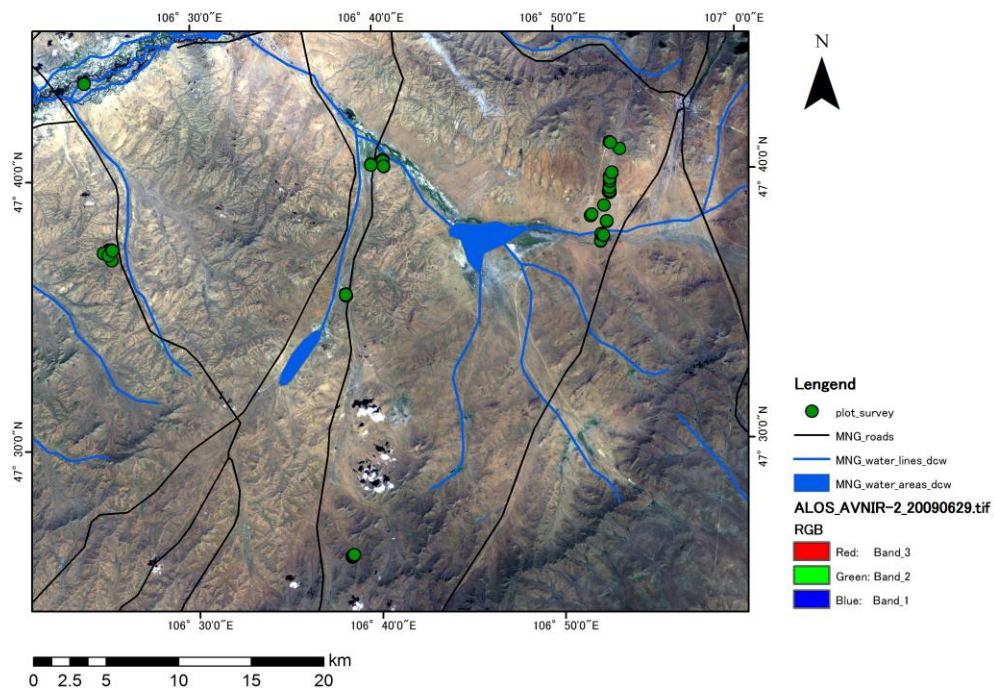 106° 30'0"E 106° 40'0"E 106° 50'0"E 107° 0'0"E
N
47° 40'0"N
47° 40'0"N
47° 30'0"N
47° 30'0"N
Lengend
plot_survey
MNG_roads
MNG_water_lines_dcw
MNG_water_areas_dcw
ALOS_AVNIR-2_20090629.tif
RGB
Red: Band_3
Green: Band_2
Blue: Band_1
106° 30'0"E 106° 40'0"E 106° 50'0"E
km
0 2.5 5 10 15 20